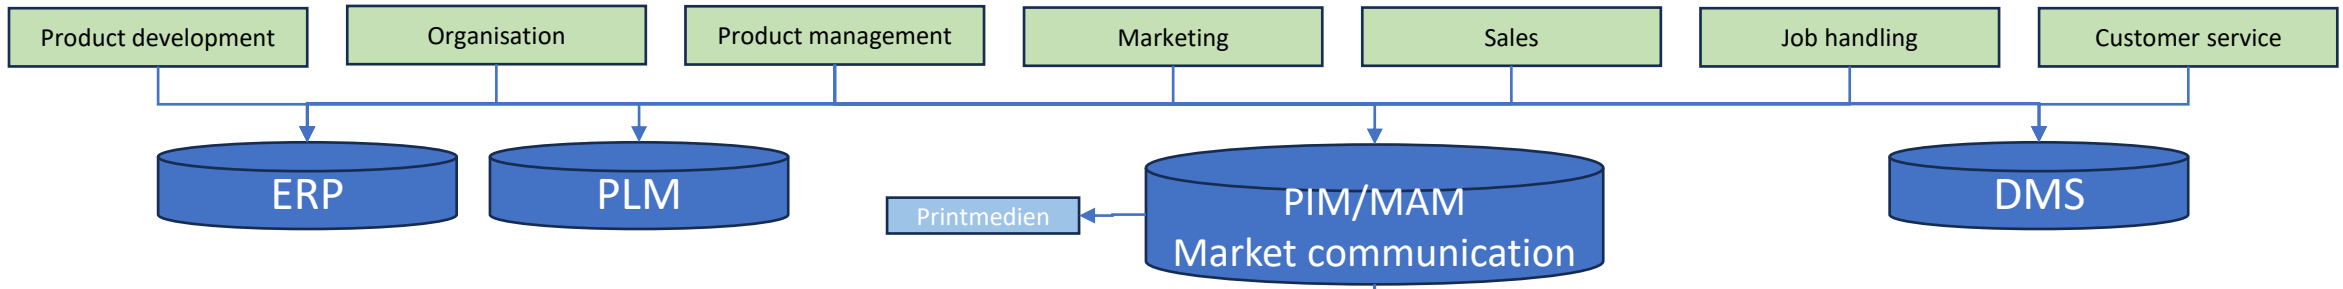 Product development
Organisation
Product management
Marketing
Sales
Job handling
Customer service
ERP
PLM
Printmedien
PIM/MAM
Market communication
DMS